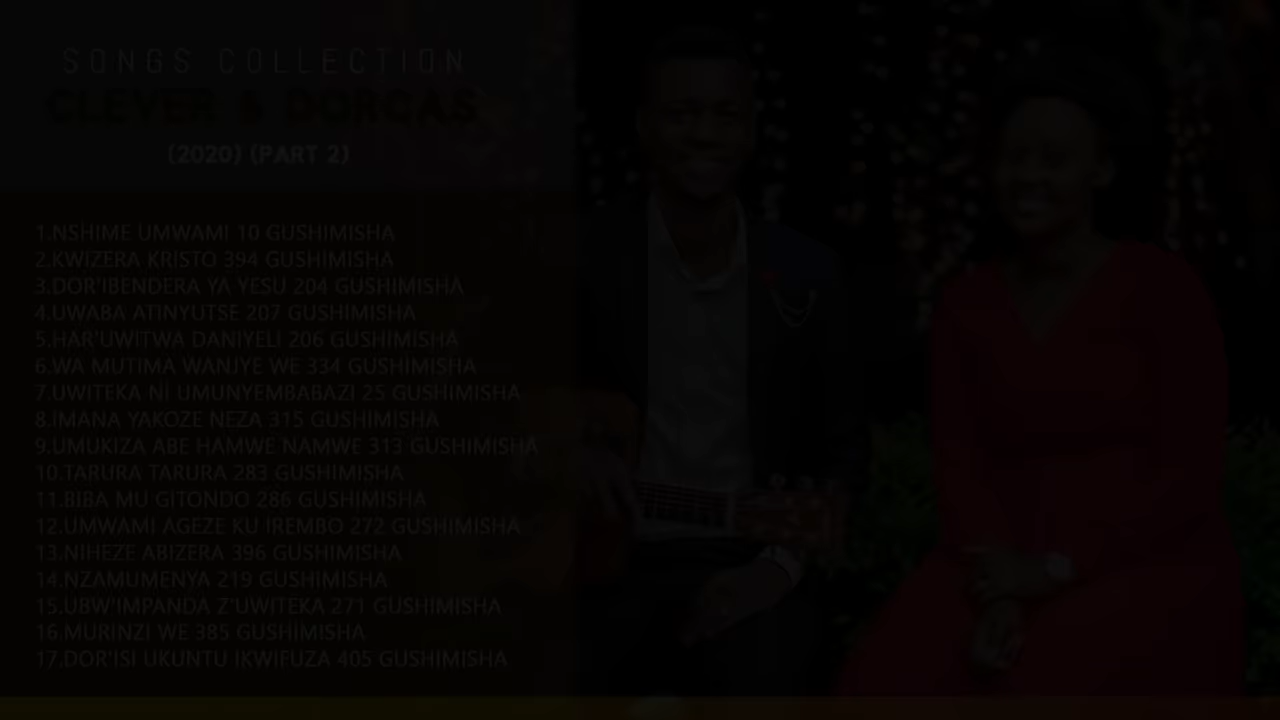 SONGS COLLECTION
CLEVER & DORCAS
(2020) (PART 2)
1.NSHIME UMWAMI 10 GUSHIMISHA
2.KWIZERA KRISTO 394 GUSHIMISHA
3.DOR'IBENDERA YA YESU 204 GUSHIMISHA
4.UWABA ATINYUTSE 207 GUSHIMISHA
5.HAR'UWITWA DANIYELI 206 GUSHIMISHA
6.WA MUTIMA WANJYE WE 334 GUSHIMISHA
7.UWITEKA NI UMUNYEMBABAZI 25 GUSHIMISHA
8.IMANA YAKOZE NEZA 315 GUSHIMISHA
9.UMUKIZA ABE HAMWE NAMWE 313 GUSHIMISHA
10.TARURA TARURA 283 GUSHIMISHA
11.BIBA MU GITONDO 286 GUSHIMISHA
12.UMWAMI AGEZE KU IREMBO 272 GUSHIMISHA
13.NIHEZE ABIZERA 396 GUSHIMISHA
14.NZAMUMENYA 219 GUSHIMISHA
15.UBW'IMPANDA Z'UWITEKA 271 GUSHIMISHA
16.MURINZI WE 385 GUSHIMISHA
17.DOR'ISI UKUNTU IKWIFUZA 405 GUSHIMISHA